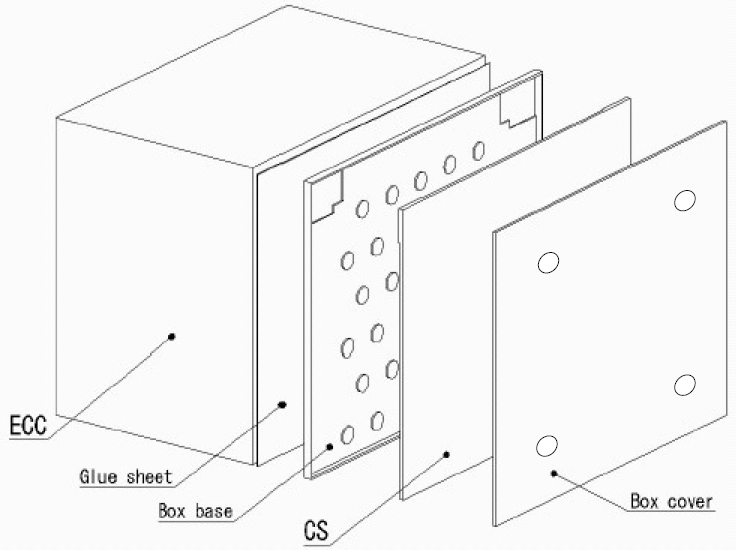 ECC
Glue sheet
Box base
CS
Box cover